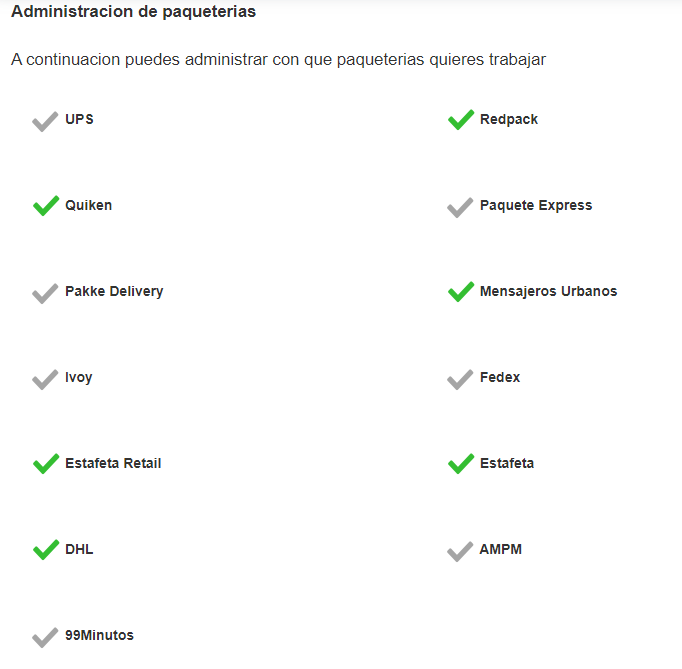 Administracion de paqueterias
A continuacion puedes administrar con que paqueterias quieres trabajar
UPS
Redpack
Quiken
Paquete Express
Pakke Delivery
Mensajeros Urbanos
Ivoy
Fedex
Estafeta Retail
Estafeta
DHL
AMPM
99Minutos